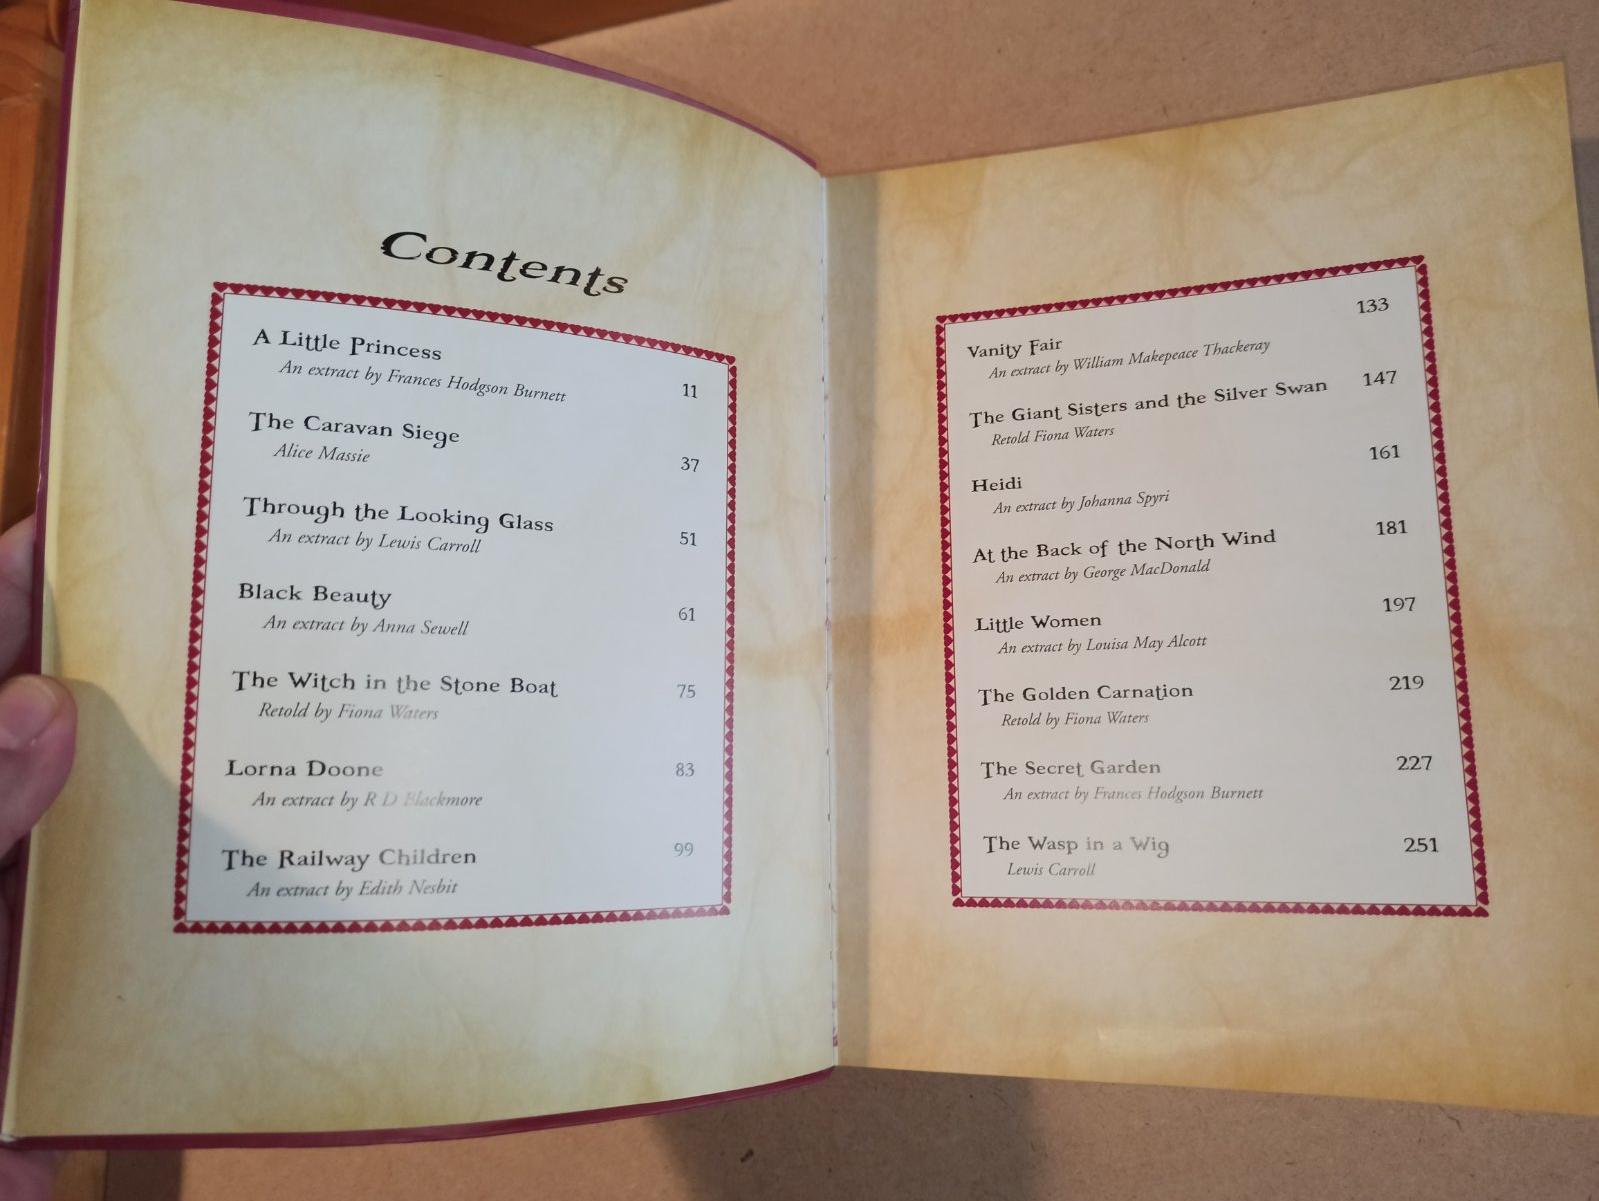 Contents
A Little Princess
An extract by Frances Hodgson Burnett 11
The Caravan Siege
Alice Massie 37
Through the Looking Glass
An extract by Lewis Carroll 51
Black Beauty
An extract by Anna Sewell 61
The Witch in the Stone Boat 75
Retold by Fiona Waters
Lorna Doone 83
An extract by R D Blackmore
The Railway Children 99
An extract by Edith Nesbit
Vanity Fair 133
An extract by William Makepeace Thackeray
The Giant Sisters and the Silver Swan 147
Retold Fiona Waters
Heidi 161
An extract by Johanna Spyri
At the Back of the North Wind 181
An extract by George MacDonald
Little Women 197
An extract by Louisa May Alcott
The Golden Carnation 219
Retold by Fiona Waters
The Secret Garden 227
An extract by Frances Hodgson Burnett
The Wasp in a Wig 251
Lewis Carroll